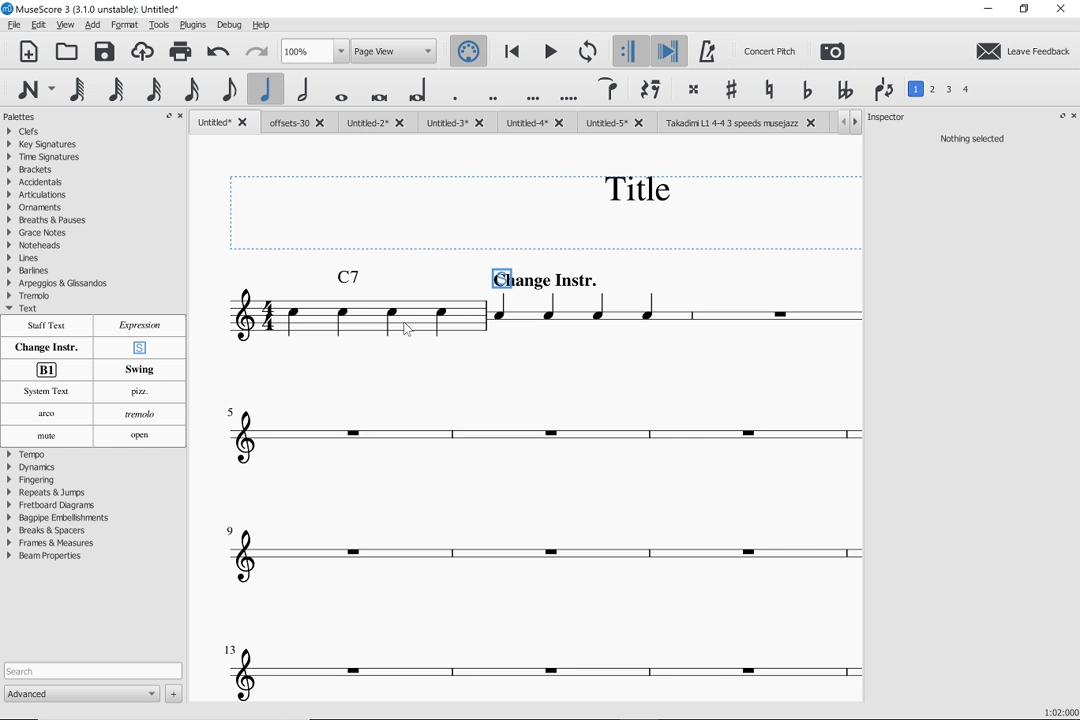 MuseScore 3 (3.1.0 unstable): Untitled*
File Edit View Add Format Tools Plugins Debug Help
100% Page View Concert Pitch Leave Feedback
1 2 3 4
Palettes
Untitled* offsets-30 Untitled-2* Untitled-3* Untitled-4* Untitled-5* Takadimi L1 4-4 3 speeds musejazz
Inspector
Nothing selected
Clefs
Key Signatures
Time Signatures
Brackets
Accidentals
Articulations
Ornaments
Breaths & Pauses
Grace Notes
Noteheads
Lines
Barlines
Arpeggios & Glissandos
Tremolo
Text
Staff Text Expression
Change Instr. S
B1 Swing
System Text pizz.
arco tremolo
mute open
Tempo
Dynamics
Fingering
Repeats & Jumps
Fretboard Diagrams
Bagpipe Embellishments
Breaks & Spacers
Frames & Measures
Beam Properties
Search
Advanced +
Title
C7 Change Instr.
4
4
5
9
13
1:02:000